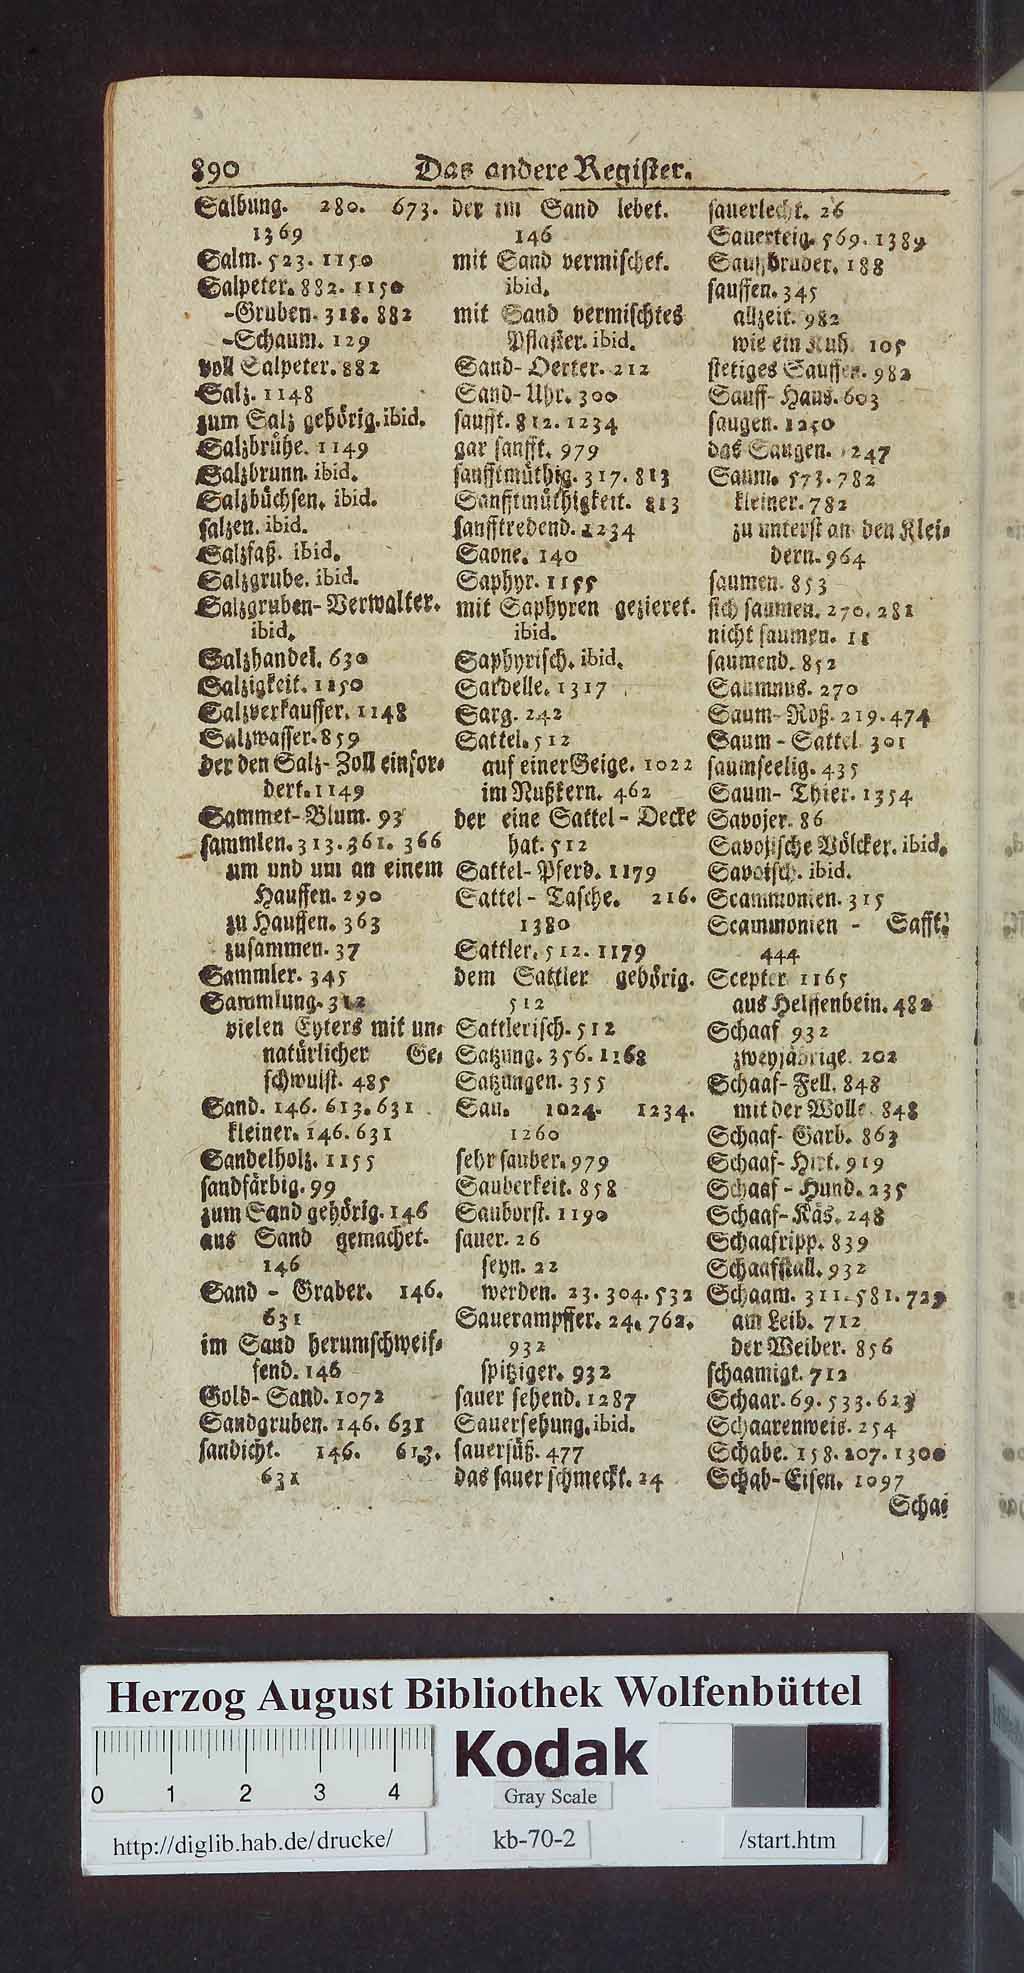 890
Das andere Register.
Salbung. 280. 673.
1369
Salm. 523. 1150
Salpeter. 882. 1150
-Gruben. 318. 882
-Schaum. 129
voll Salpeter. 882
Salz. 1148
zum Salz gehörig. ibid.
Salzbrühe. 1149
Salzbrunn. ibid.
Salzbüchsen. ibid.
salzen. ibid.
Salzfaß. ibid.
Salzgrube. ibid.
Salzgruben-Verwalter.
ibid.
Salzhandel. 630
Salzigkeit. 1150
Salzverkauffer. 1148
Salzwasser. 859
der den Salz-Zoll einfor-
dert. 1149
Sammet-Blum. 93
sammlen. 313. 361. 366
um und um an einem
Hauffen. 290
zu Hauffen. 363
zusammen. 37
Sammler. 345
Sammlung. 312
vielen Eyters mit un-
natürlicher Ge-
schwulst. 485
Sand. 146. 613. 631
kleiner. 146. 631
Sandelholz. 1155
sandfärbig. 99
zum Sand gehörig. 146
aus Sand gemachet.
146
Sand - Graber. 146.
631
im Sand herumschweif-
fend. 146
Gold-Sand. 1072
Sandgruben. 146. 631
sandicht. 146. 613.
631
der im Sand lebet.
146
mit Sand vermischet.
ibid.
mit Sand vermischtes
Pflaster. ibid.
Sand-Oerter. 212
Sand-Uhr. 300
sanfft. 812. 1234
gar sanfft. 979
sanfftmüthig. 317. 813
Sanfftmüthigkeit. 813
sanfftredend. 1234
Saone. 140
Saphyr. 1155
mit Saphyren gezieret.
ibid.
Saphyrisch. ibid.
Sardelle. 1317
Sarg. 242
Sattel. 512
auf einer Geige. 1022
im Nußkern. 462
der eine Sattel-Decke
hat. 512
Sattel-Pferd. 1179
Sattel-Tasche. 216.
1380
Sattler. 512. 1179
dem Sattler gehörig.
512
Sattlerisch. 512
Satzung. 356. 1168
Satzungen. 355
Sau. 1024. 1234.
1260
sehr sauber. 979
Sauberkeit. 858
Sauborst. 1190
sauer. 26
seyn. 22
werden. 23. 304. 532
Sauerampffer. 24. 762.
932
spitziger. 932
sauer sehend. 1287
Sauersehung. ibid.
sauersüß. 477
das sauer schmeckt. 24
sauerlecht. 26
Sauerteig. 569. 1389
Sauffbruder. 188
sauffen. 345
allzeit. 982
wie ein Kuh. 105
stetiges Sauffen. 982
Sauff-Haus. 603
saugen. 1250
das Saugen. 1247
Saum. 573. 782
kleiner. 782
zu unterst an den Klei-
dern. 964
saumen. 853
sich saumen. 270. 281
nicht saumen. 11
saumend. 852
Saumnus. 270
Saum-Roß. 219. 474
Saum-Sattel. 301
saumseelig. 435
Saum-Thier. 1354
Savojer. 86
Savojische Völcker. ibid.
Savoisch. ibid.
Scammonien. 315
Scammonien - Safft.
444
Scepter 1165
aus Helffenbein. 482
Schaaf 932
zweyjährige. 202
Schaaf-Fell. 848
mit der Wolle. 848
Schaaf-Garb. 863
Schaaf-Hirt. 919
Schaaf-Hund. 235
Schaaf-Käs. 248
Schaafripp. 839
Schaafstall. 932
Schaam. 311. 581. 729
am Leib. 712
der Weiber. 856
schaamigt. 712
Schaar. 69. 533. 623
Schaarenweis. 254
Schabe. 158. 207. 1300
Schab-Eisen. 1097
Scha-
Herzog August Bibliothek Wolfenbüttel
0 1 2 3 4
Kodak
Gray Scale
http://diglib.hab.de/drucke/
kb-70-2
/start.htm